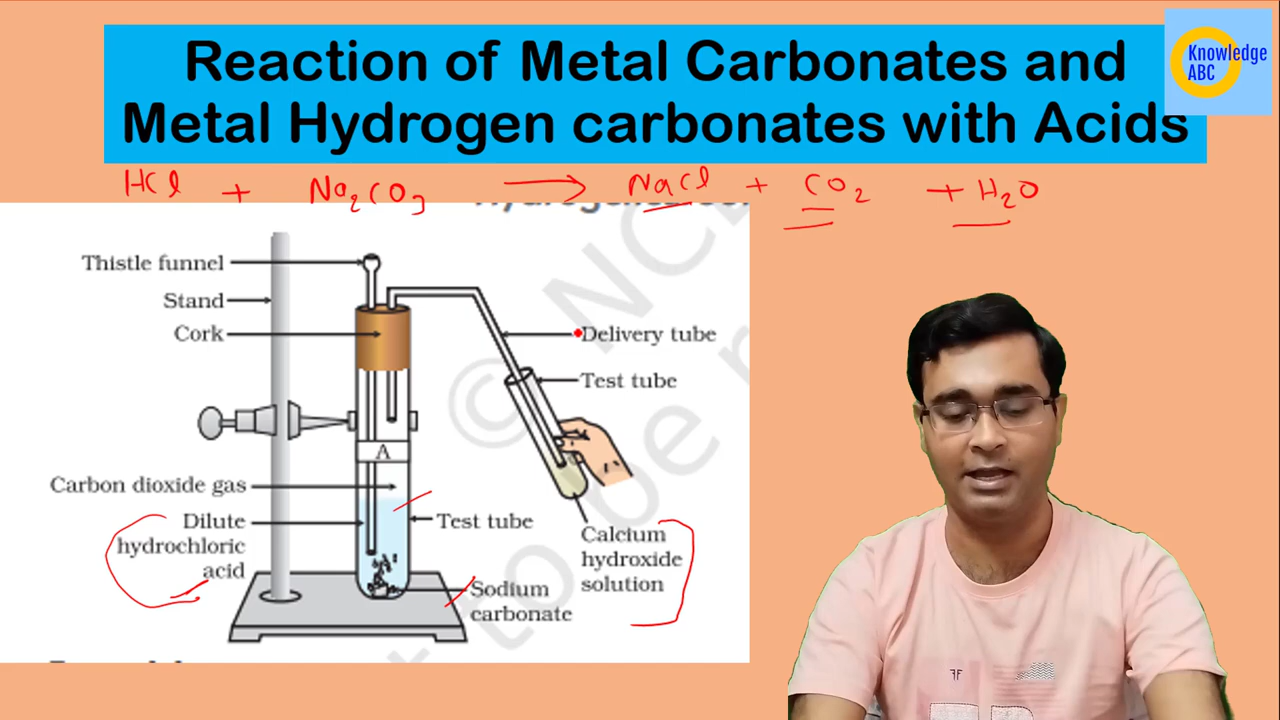 Reaction of Metal Carbonates and
Metal Hydrogen carbonates with Acids
Knowledge
ABC
HCl + Na₂CO₃ → NaCl + CO₂ + H₂O
Thistle funnel
Stand
Cork
Delivery tube
Test tube
A
Carbon dioxide gas
Dilute
hydrochloric
acid
Test tube
Calcium
hydroxide
solution
Sodium
carbonate